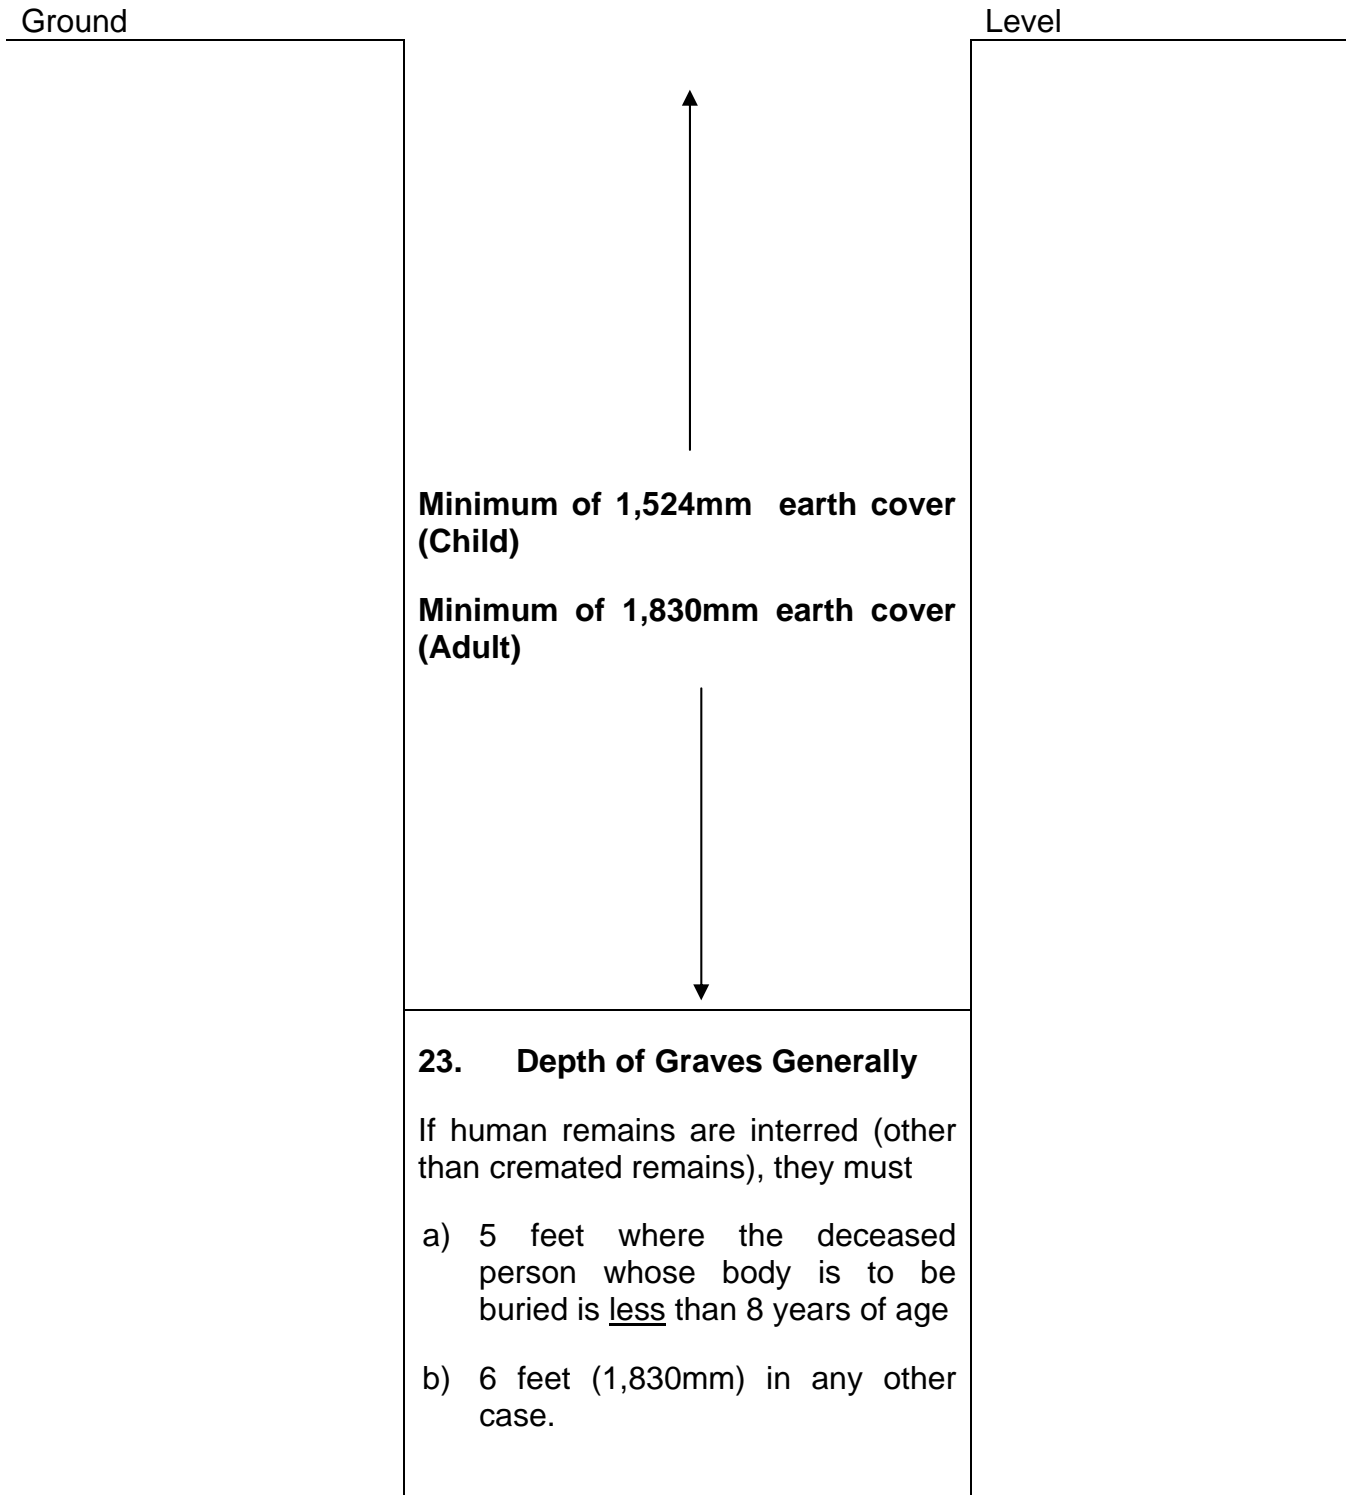 Ground Level
Minimum of 1,524mm earth cover
(Child)
Minimum of 1,830mm earth cover
(Adult)
23. Depth of Graves Generally
If human remains are interred (other
than cremated remains), they must
a) 5 feet where the deceased
person whose body is to be
buried is less than 8 years of age
b) 6 feet (1,830mm) in any other
case.